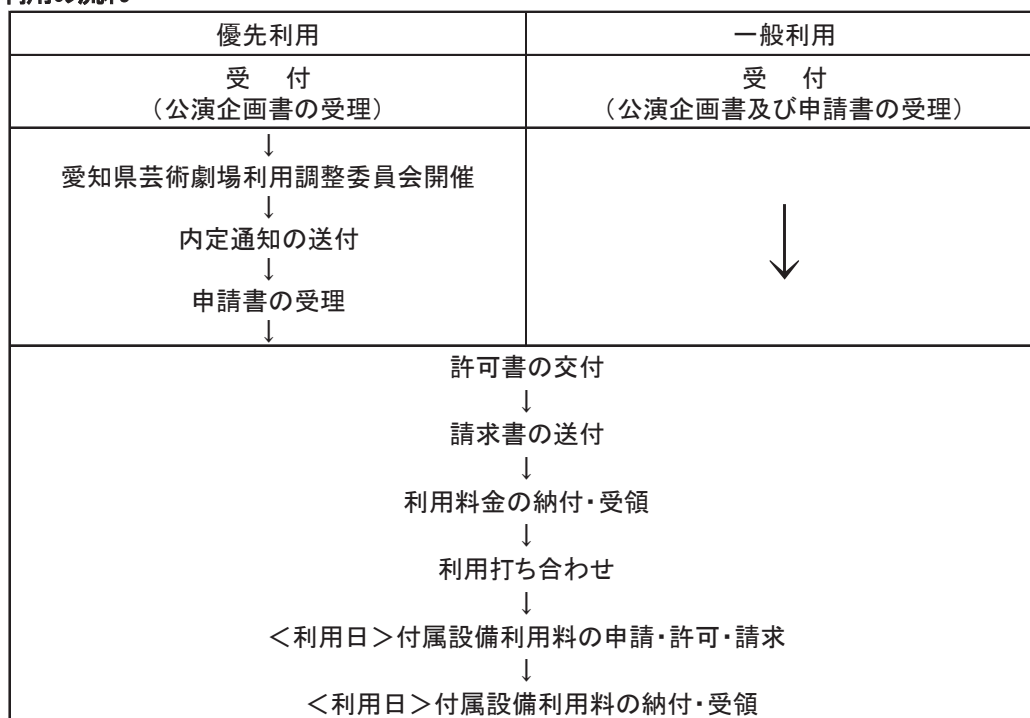 優先利用
一般利用
受　付
（公演企画書の受理）
受　付
（公演企画書及び申請書の受理）
↓
愛知県芸術劇場利用調整委員会開催
↓
内定通知の送付
↓
申請書の受理
↓
↓
許可書の交付
↓
請求書の送付
↓
利用料金の納付・受領
↓
利用打ち合わせ
↓
＜利用日＞付属設備利用料の申請・許可・請求
↓
＜利用日＞付属設備利用料の納付・受領